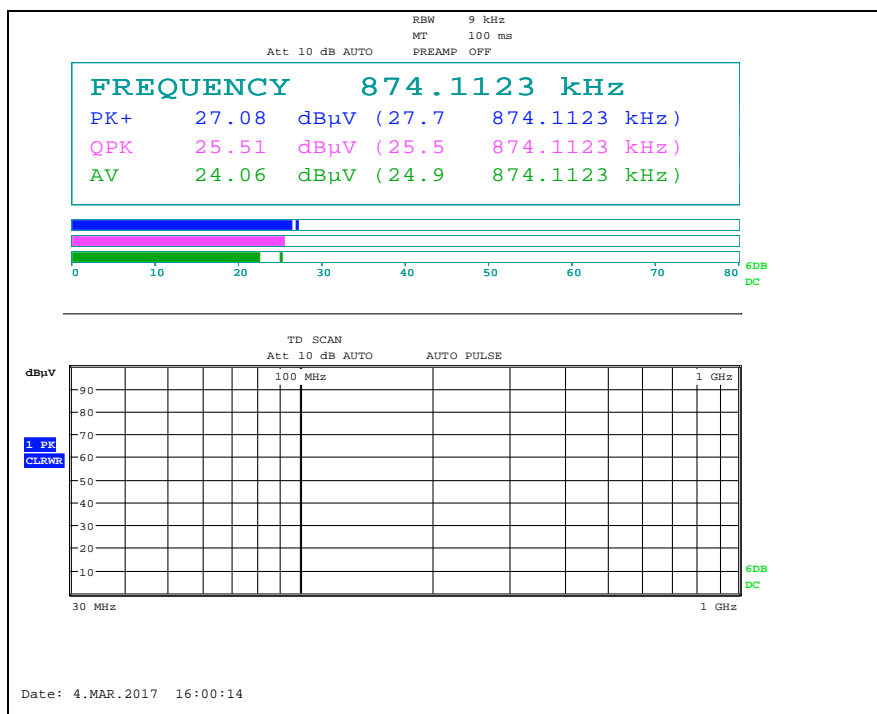 RBW 9 kHz
MT 100 ms
Att 10 dB AUTO PREAMP OFF
FREQUENCY 874.1123 kHz
PK+ 27.08 dBµV (27.7 874.1123 kHz)
QPK 25.51 dBµV (25.5 874.1123 kHz)
AV 24.06 dBµV (24.9 874.1123 kHz)
0 10 20 30 40 50 60 70 80
6DB
DC
TD SCAN
Att 10 dB AUTO AUTO PULSE
dBµV
100 MHz 1 GHz
90
80
70
1 PK
CLRWR
60
50
40
30
20
10
6DB
DC
30 MHz 1 GHz
Date: 4.MAR.2017 16:00:14